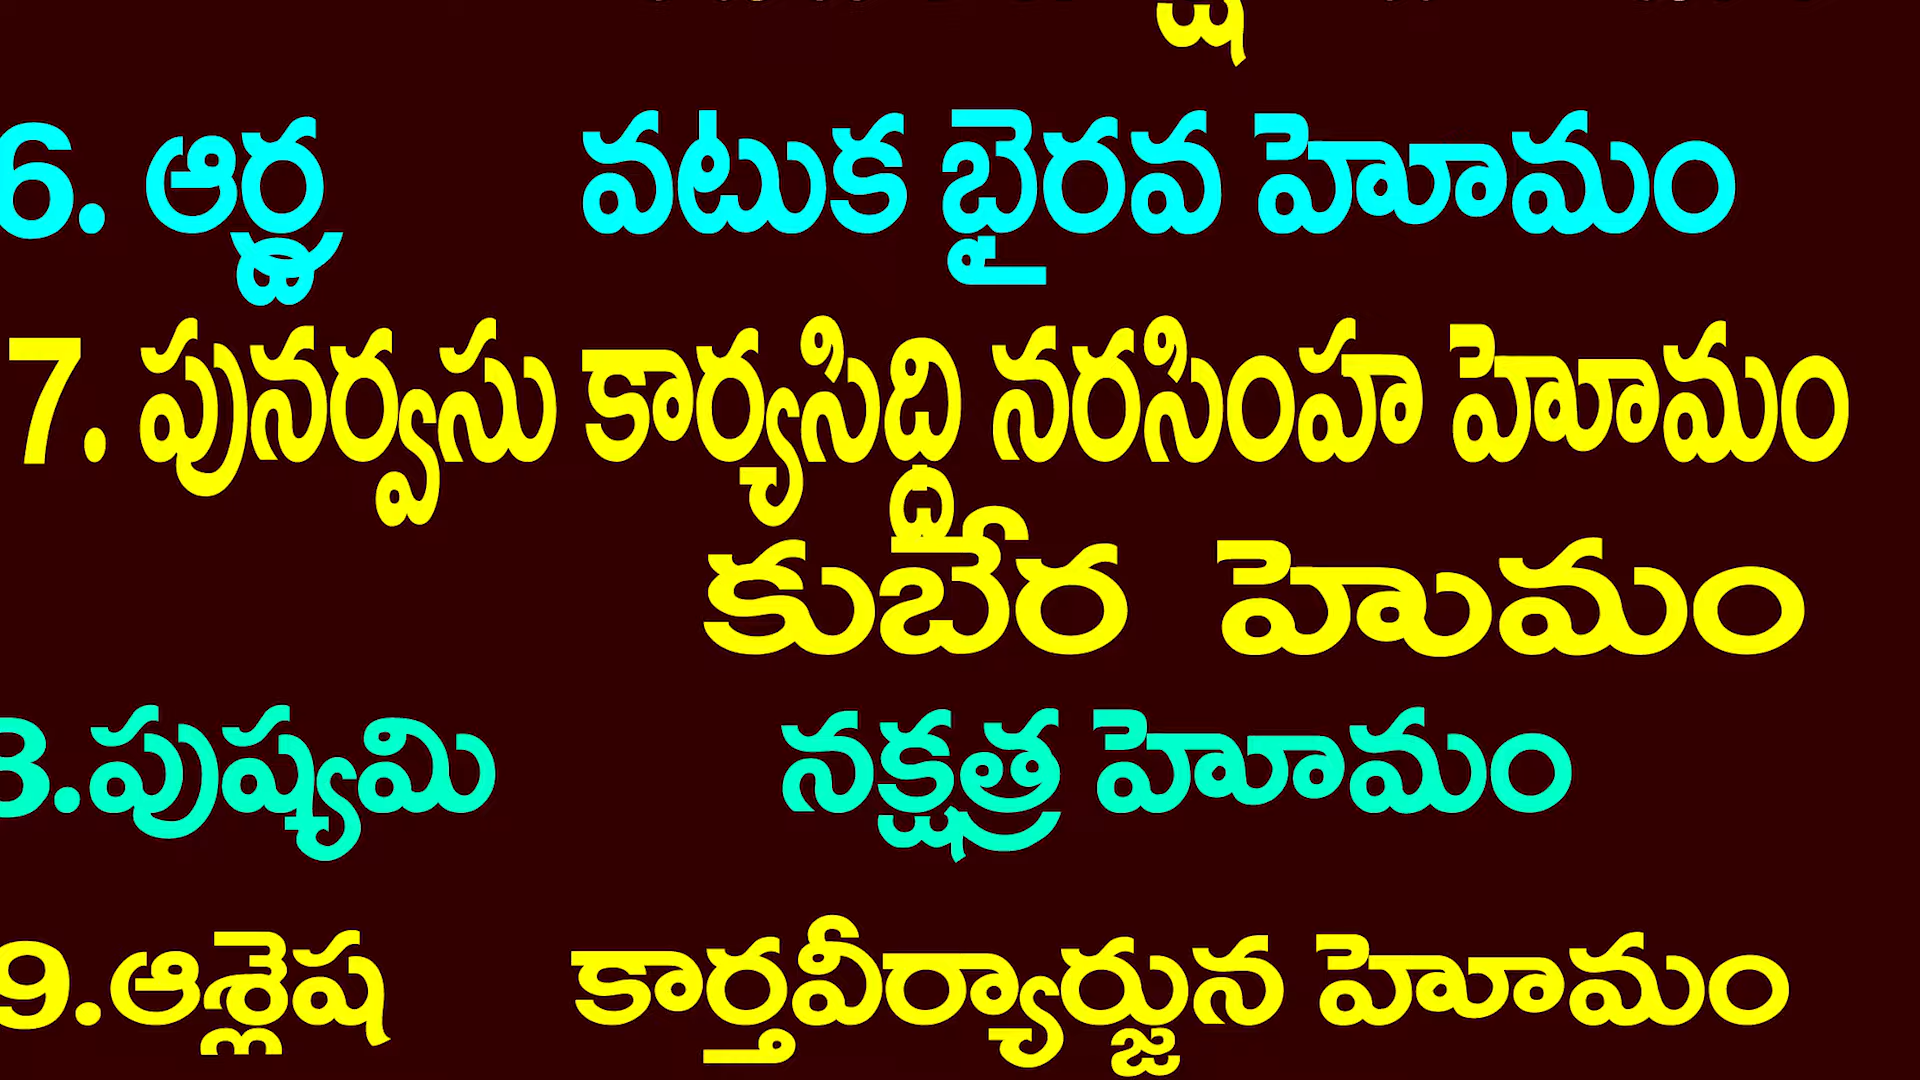 6. ఆర్ద్ర వటుక భైరవ హెూమం
7. పునర్వసు కార్యసిద్ధి నరసింహ హెూమం
కుబేర హెుమం
8.పుష్యమి నక్షత్ర హెూమం
9.ఆశ్లెష కార్తవీర్యార్జున హెూమం